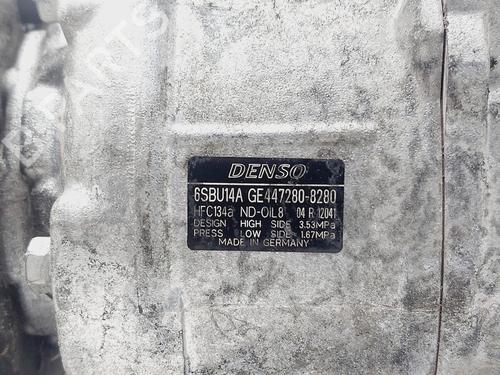 DENSO
6SBU14A GE447280-8280
HFC134a ND-OIL8 04 R 12041
DESIGN HIGH SIDE 3.53MPa
PRESS LOW SIDE 1.67MPa
MADE IN GERMANY